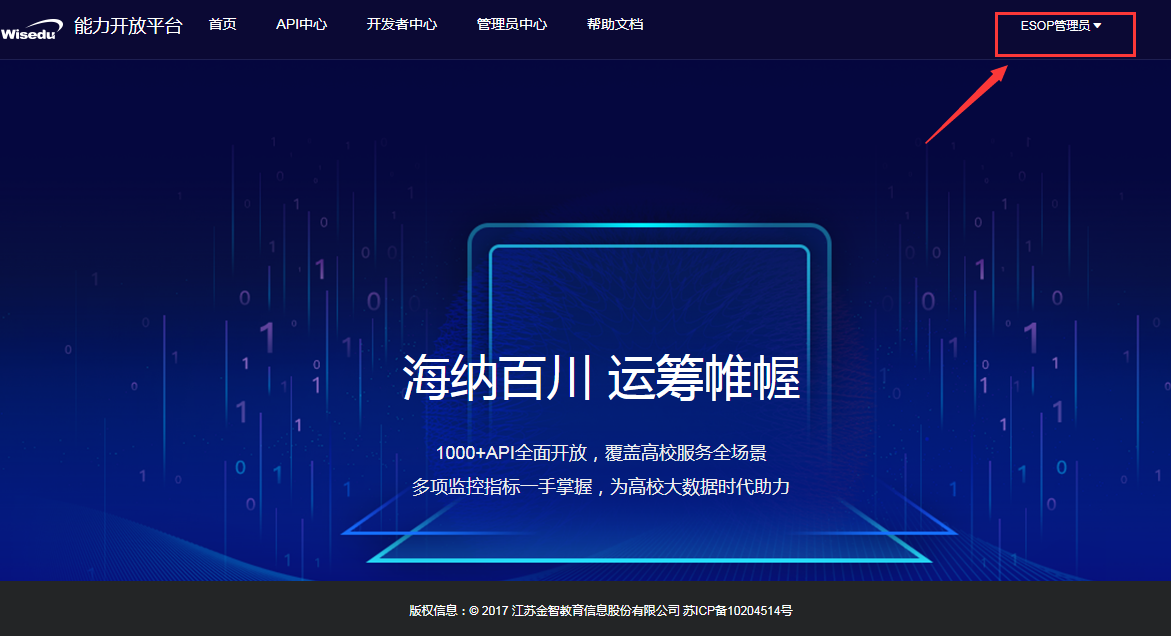 Wisedu 能力开放平台 首页 API中心 开发者中心 管理员中心 帮助文档 ESOP管理员
海纳百川 运筹帷幄
1000+API全面开放，覆盖高校服务全场景
多项监控指标一手掌握，为高校大数据时代助力
版权信息：© 2017 江苏金智教育信息股份有限公司 苏ICP备10204514号